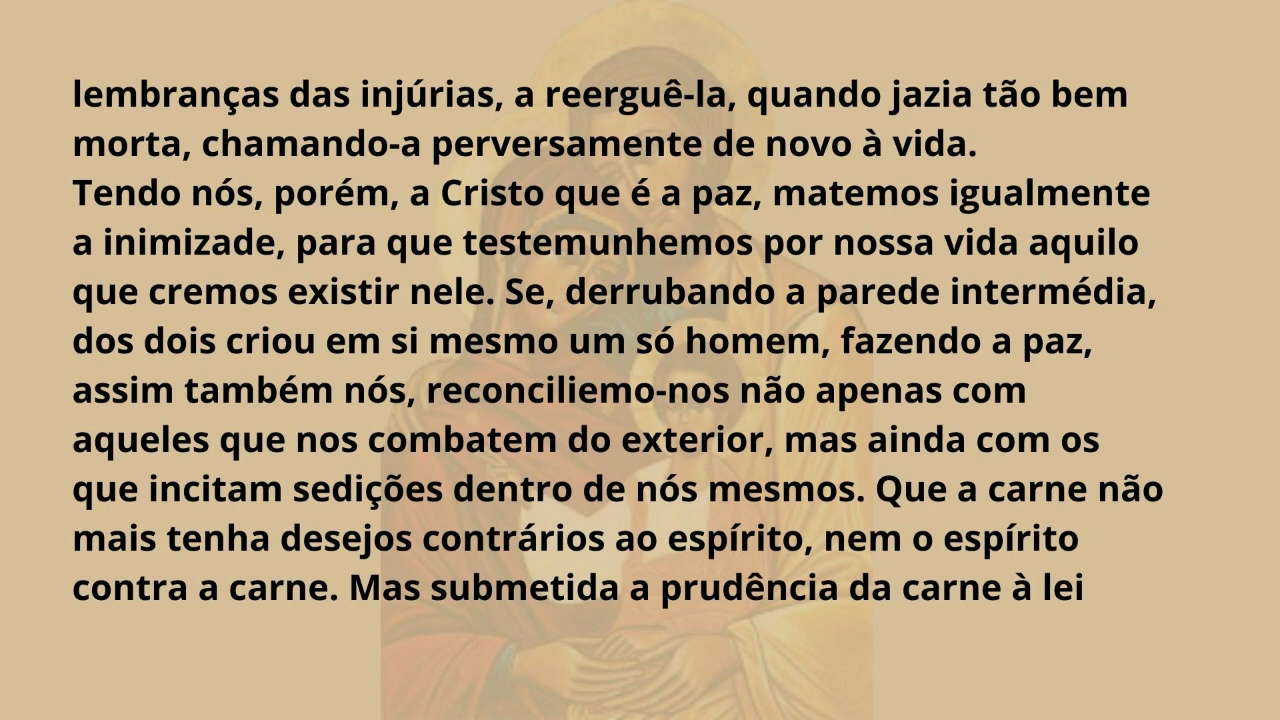 lembranças das injúrias, a reerguê-la, quando jazia tão bem
morta, chamando-a perversamente de novo à vida.
Tendo nós, porém, a Cristo que é a paz, matemos igualmente
a inimizade, para que testemunhemos por nossa vida aquilo
que cremos existir nele. Se, derrubando a parede intermédia,
dos dois criou em si mesmo um só homem, fazendo a paz,
assim também nós, reconciliemo-nos não apenas com
aqueles que nos combatem do exterior, mas ainda com os
que incitam sedições dentro de nós mesmos. Que a carne não
mais tenha desejos contrários ao espírito, nem o espírito
contra a carne. Mas submetida a prudência da carne à lei